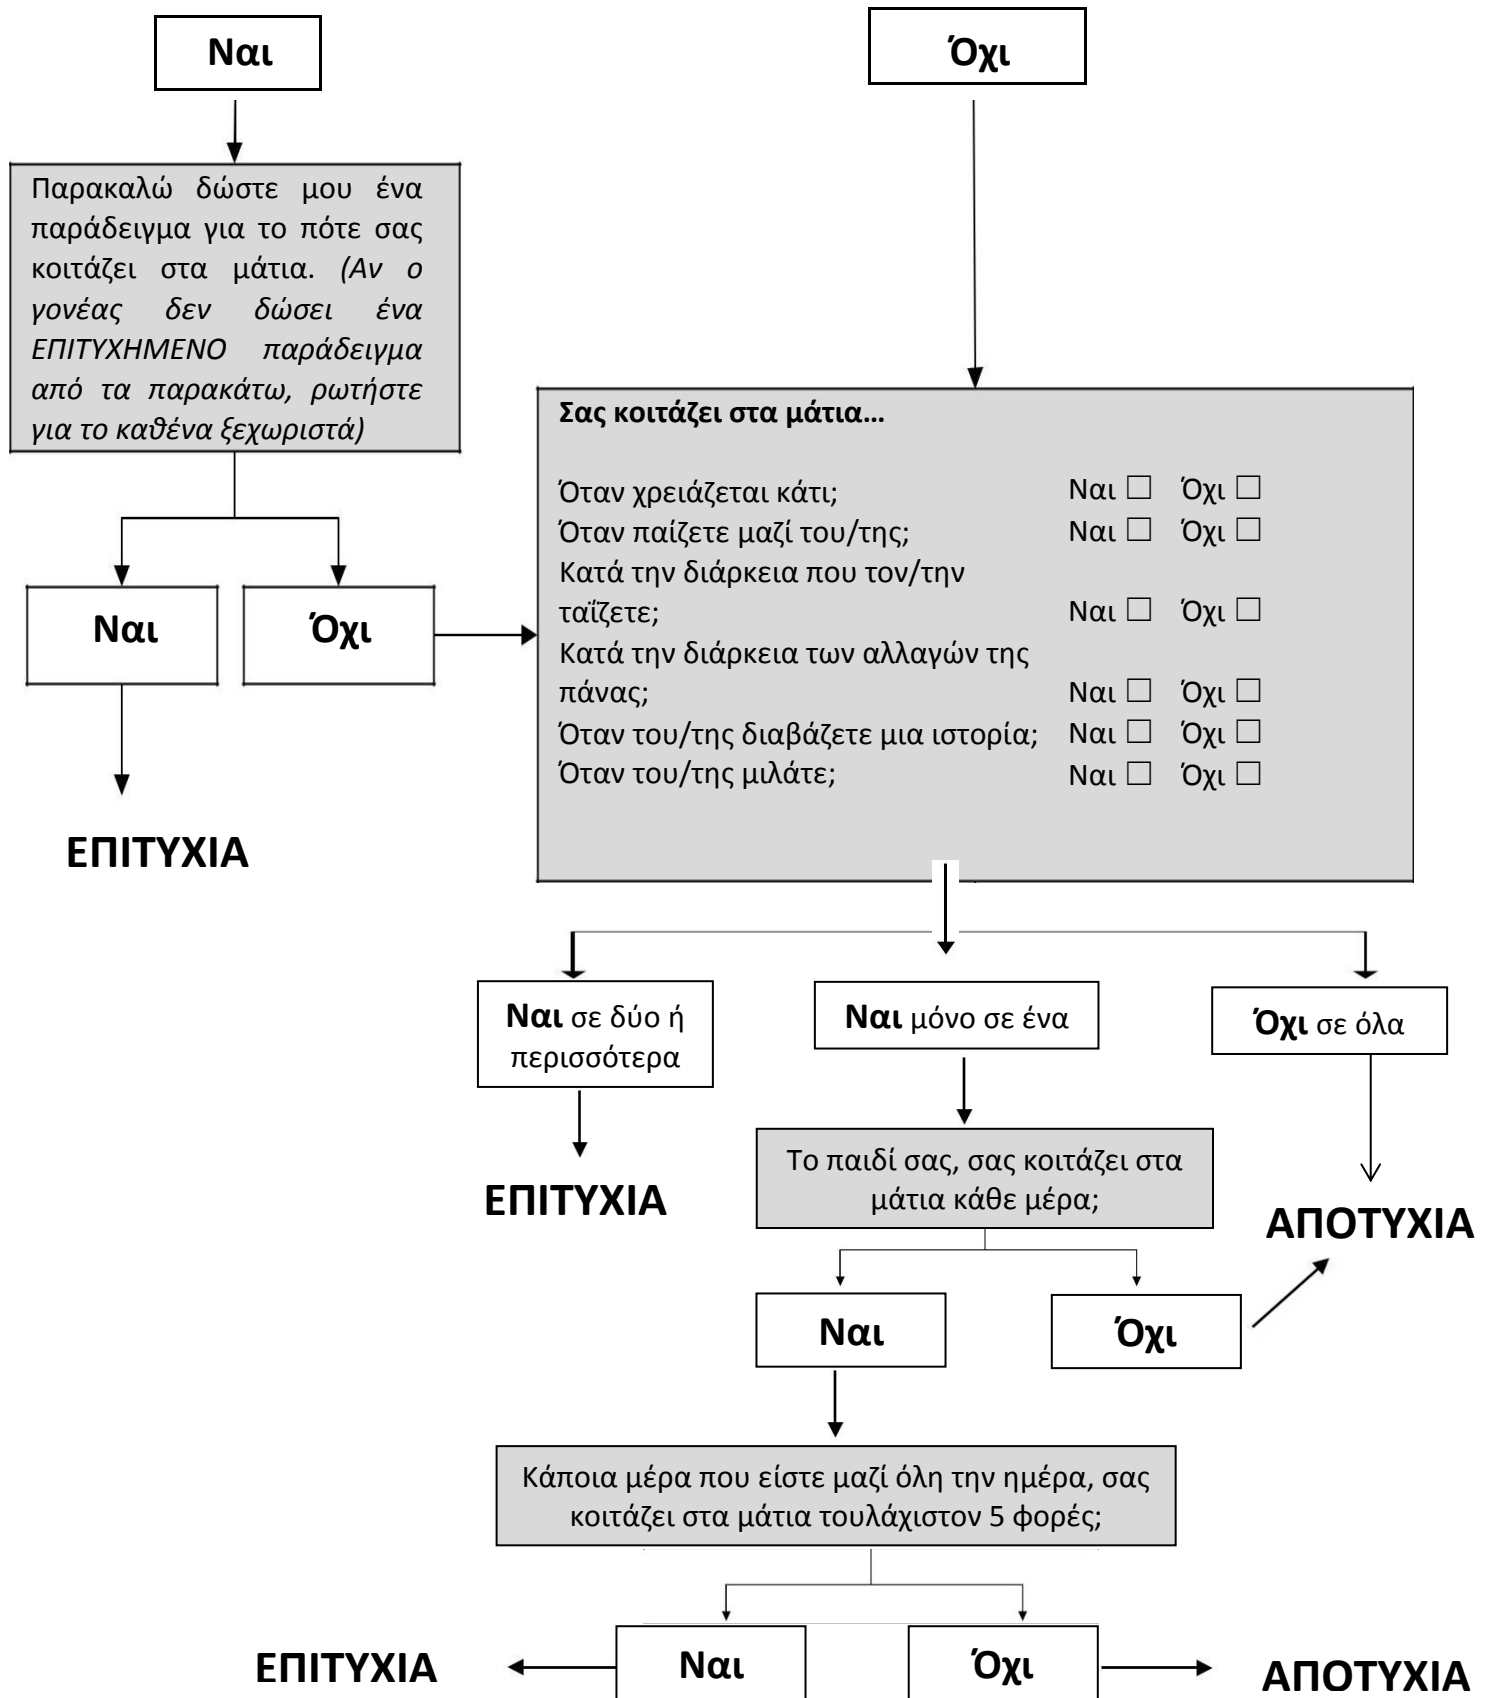 Ναι
Όχι
Παρακαλώ δώστε μου ένα
παράδειγμα για το πότε σας
κοιτάζει στα μάτια. (Αν ο
γονέας δεν δώσει ένα
ΕΠΙΤΥΧΗΜΕΝΟ παράδειγμα
από τα παρακάτω, ρωτήστε
για το καθένα ξεχωριστά)
Ναι
Όχι
ΕΠΙΤΥΧΙΑ
Σας κοιτάζει στα μάτια...
Όταν χρειάζεται κάτι; Ναι ☐ Όχι ☐
Όταν παίζετε μαζί του/της; Ναι ☐ Όχι ☐
Κατά την διάρκεια που τον/την
ταΐζετε; Ναι ☐ Όχι ☐
Κατά την διάρκεια των αλλαγών της
πάνας; Ναι ☐ Όχι ☐
Όταν του/της διαβάζετε μια ιστορία; Ναι ☐ Όχι ☐
Όταν του/της μιλάτε; Ναι ☐ Όχι ☐
Ναι σε δύο ή
περισσότερα
Ναι μόνο σε ένα
Όχι σε όλα
ΕΠΙΤΥΧΙΑ
Το παιδί σας, σας κοιτάζει στα
μάτια κάθε μέρα;
ΑΠΟΤΥΧΙΑ
Ναι
Όχι
Κάποια μέρα που είστε μαζί όλη την ημέρα, σας
κοιτάζει στα μάτια τουλάχιστον 5 φορές;
ΕΠΙΤΥΧΙΑ
Ναι
Όχι
ΑΠΟΤΥΧΙΑ